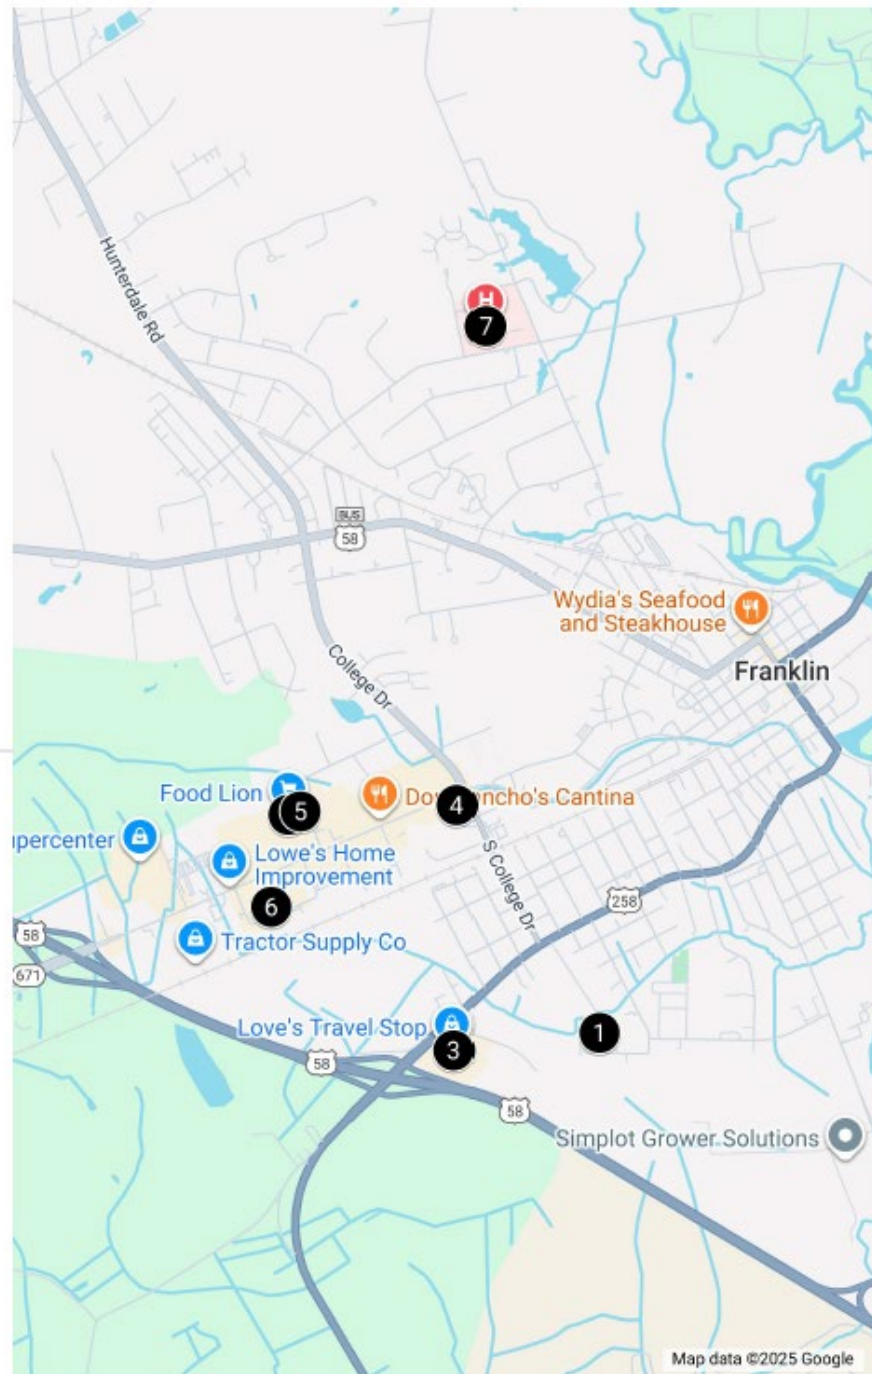 Hunterdale Rd
H
7
BUS
58
Wydia's Seafood
and Steakhouse
Franklin
College Dr
Food Lion
5
4
Cantina
Lowe's Home
Improvement
S College Dr
6
258
Tractor Supply Co
58
671
Love's Travel Stop
1
3
58
58
Simplot Grower Solutions
Map data ©2025 Google